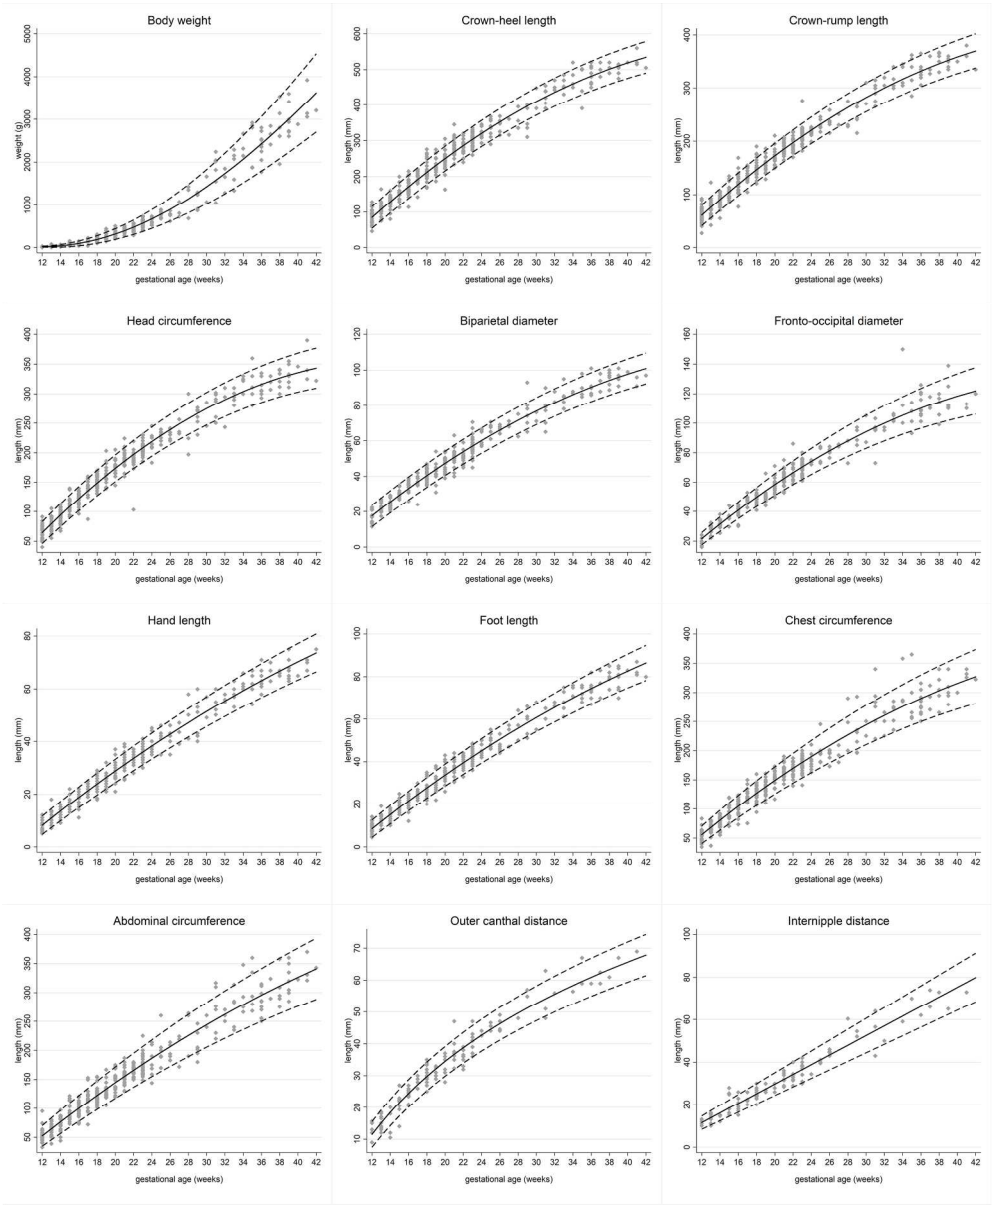 Body weight
weight (g)
5000
4000
3000
2000
1000
0
12 14 16 18 20 22 24 26 28 30 32 34 36 38 40 42
gestational age (weeks)
Crown-heel length
length (mm)
600
500
400
300
200
100
0
12 14 16 18 20 22 24 26 28 30 32 34 36 38 40 42
gestational age (weeks)
Crown-rump length
length (mm)
400
300
200
100
0
12 14 16 18 20 22 24 26 28 30 32 34 36 38 40 42
gestational age (weeks)
Head circumference
length (mm)
400
350
300
250
200
150
100
50
12 14 16 18 20 22 24 26 28 30 32 34 36 38 40 42
gestational age (weeks)
Biparietal diameter
length (mm)
120
100
80
60
40
20
0
12 14 16 18 20 22 24 26 28 30 32 34 36 38 40 42
gestational age (weeks)
Fronto-occipital diameter
length (mm)
160
140
120
100
80
60
40
20
12 14 16 18 20 22 24 26 28 30 32 34 36 38 40 42
gestational age (weeks)
Hand length
length (mm)
80
60
40
20
0
12 14 16 18 20 22 24 26 28 30 32 34 36 38 40 42
gestational age (weeks)
Foot length
length (mm)
100
80
60
40
20
0
12 14 16 18 20 22 24 26 28 30 32 34 36 38 40 42
gestational age (weeks)
Chest circumference
length (mm)
400
350
300
250
200
150
100
50
12 14 16 18 20 22 24 26 28 30 32 34 36 38 40 42
gestational age (weeks)
Abdominal circumference
length (mm)
400
350
300
250
200
150
100
50
12 14 16 18 20 22 24 26 28 30 32 34 36 38 40 42
gestational age (weeks)
Outer canthal distance
length (mm)
70
60
50
40
30
20
10
12 14 16 18 20 22 24 26 28 30 32 34 36 38 40 42
gestational age (weeks)
Internipple distance
length (mm)
100
80
60
40
20
0
12 14 16 18 20 22 24 26 28 30 32 34 36 38 40 42
gestational age (weeks)